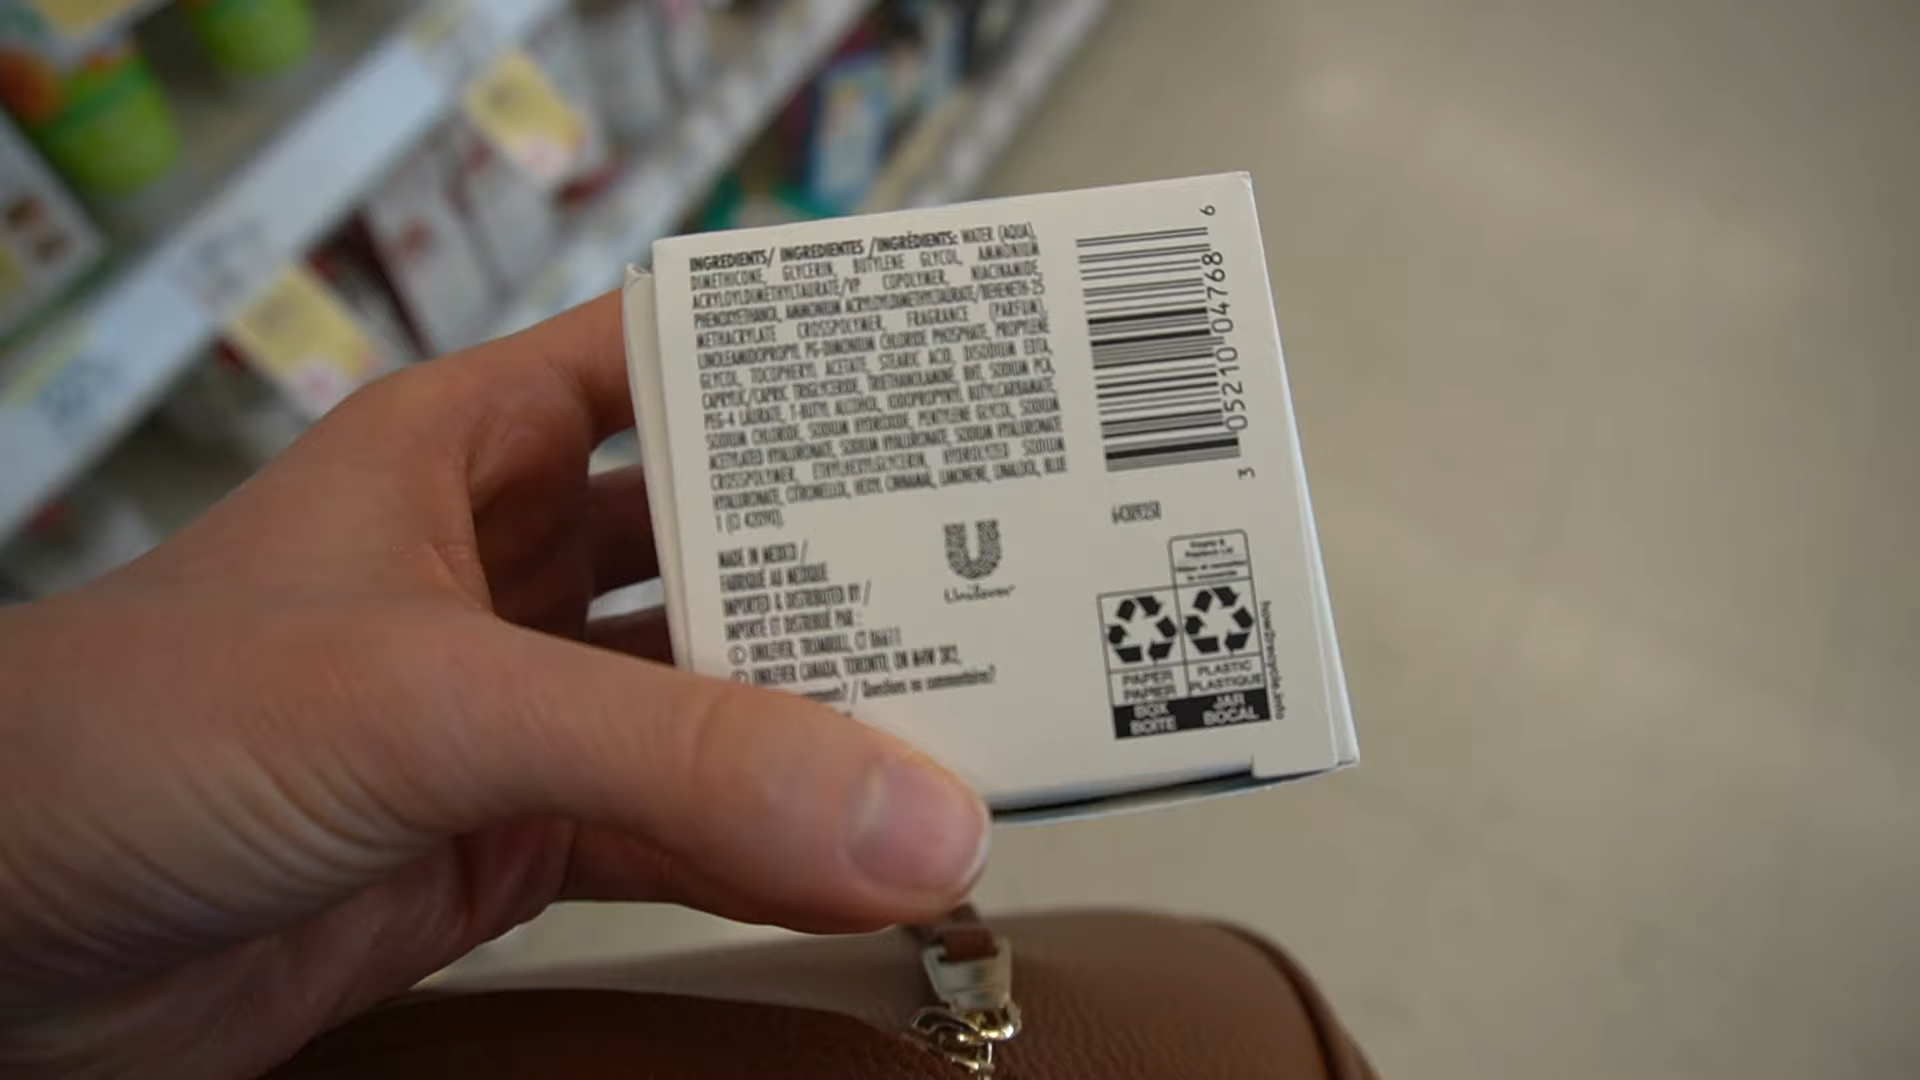 INGREDIENTS/ INGREDIENTES /INGRÉDIENTS: WATER (AQUA),
DIMETHICONE, GLYCERIN, BUTYLENE GLYCOL, AMMONIUM
ACRYLOYLDIMETHYLTAURATE/VP COPOLYMER, NIACINAMIDE,
PHENOXYETHANOL, AMMONIUM ACRYLOYLDIMETHYLTAURATE/BEHENETH-25
METHACRYLATE CROSSPOLYMER, FRAGRANCE (PARFUM),
LINOLEAMIDOPROPYL PG-DIMONIUM CHLORIDE PHOSPHATE, PROPYLENE
GLYCOL, TOCOPHERYL ACETATE, STEARIC ACID, DISODIUM EDTA,
CAPRYLIC/CAPRIC TRIGLYCERIDE, TRIETHANOLAMINE, BHT, SODIUM PCA,
PEG-4 LAURATE, T-BUTYL ALCOHOL, IODOPROPYNYL BUTYLCARBAMATE,
SODIUM CHLORIDE, SODIUM HYDROXIDE, PENTYLENE GLYCOL, SODIUM
ACETYLATED HYALURONATE, SODIUM HYALURONATE, SODIUM HYALURONATE
CROSSPOLYMER, ETHYLHEXYLGLYCERIN, HYDROLYZED SODIUM
HYALURONATE, CITRONELLOL, HEXYL CINNAMAL, LIMONENE, LINALOOL, BLUE
1 (CI 42090).
MADE IN MEXICO /
FABRIQUÉ AU MEXIQUE
IMPORTED & DISTRIBUTED BY /
IMPORTÉ ET DISTRIBUÉ PAR :
© UNILEVER, TRUMBULL, CT 06611
© UNILEVER CANADA, TORONTO, ON M4W 3R2,
/ Questions ou commentaires?
Unilever
3 05210 04768 6
PAPER
PAPIER
BOX
BOÎTE
PLASTIC
PLASTIQUE
JAR
BOCAL
how2recycle.info